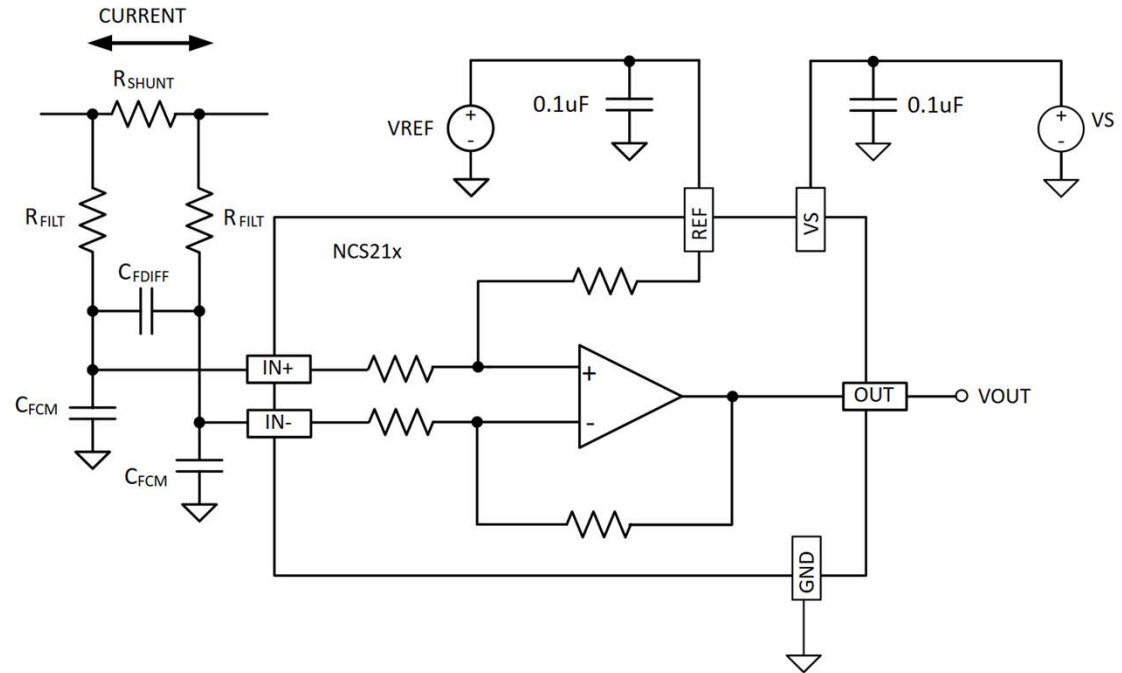 CURRENT
RSHUNT
VREF
+
-
0.1uF
0.1uF
+
-
VS
RFILT
RFILT
REF
VS
NCS21x
CFDIFF
IN+
+
OUT
VOUT
CFCM
IN-
-
CFCM
GND